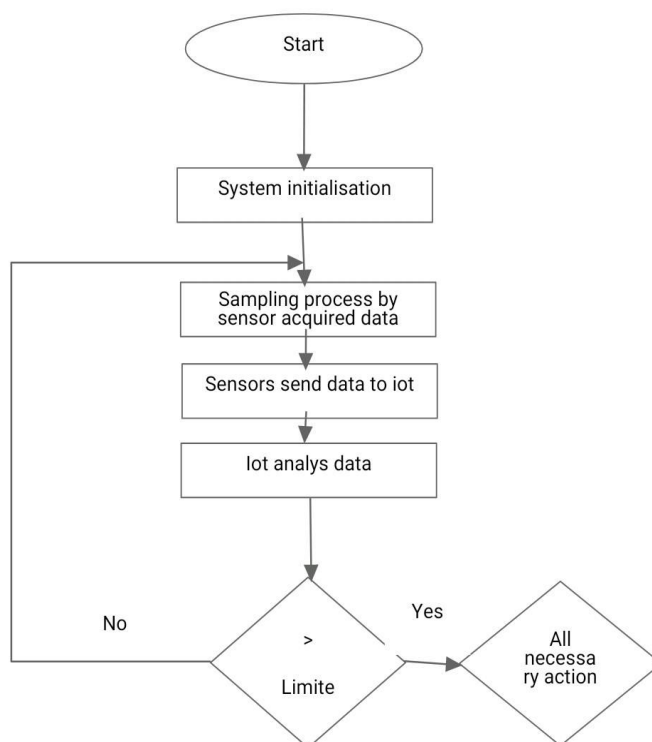 Start
System initialisation
Sampling process by
sensor acquired data
Sensors send data to iot
Iot analys data
No
>
Limite
Yes
All
necessa
ry action